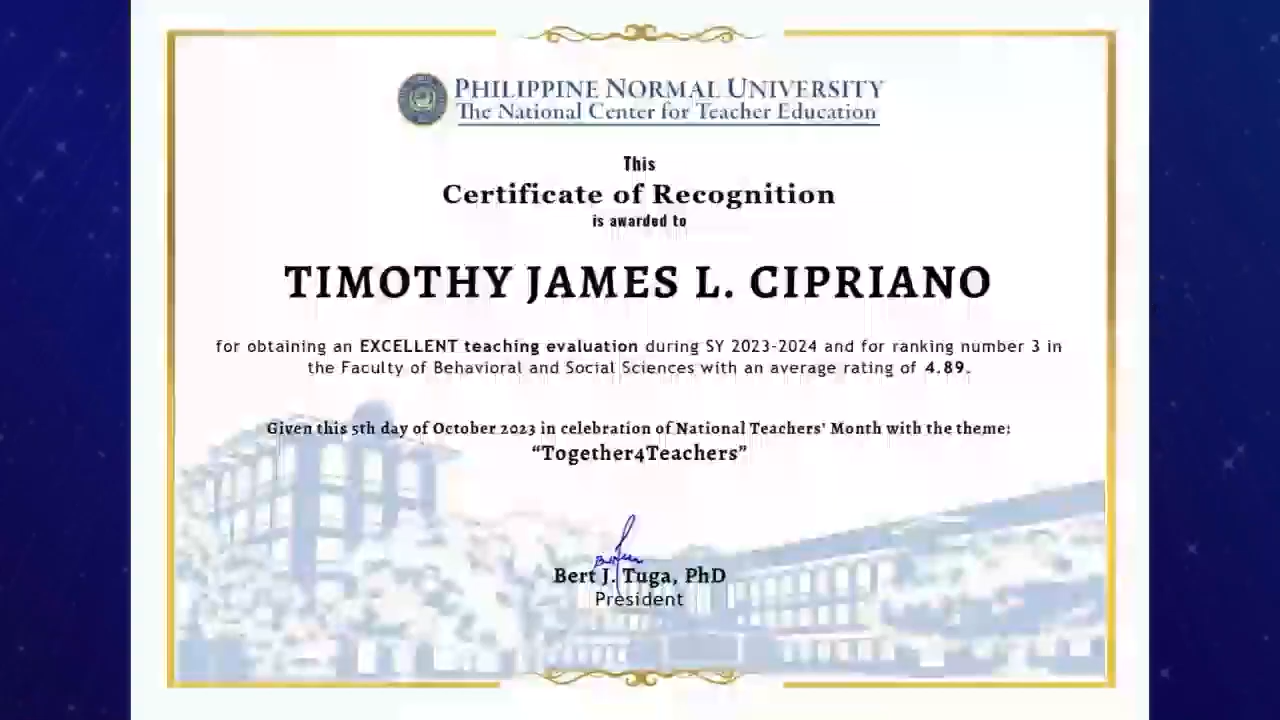 PHILIPPINE NORMAL UNIVERSITY
The National Center for Teacher Education
This
Certificate of Recognition
is awarded to
TIMOTHY JAMES L. CIPRIANO
for obtaining an EXCELLENT teaching evaluation during SY 2023-2024 and for ranking number 3 in
the Faculty of Behavioral and Social Sciences with an average rating of 4.89.
Given this 5th day of October 2023 in celebration of National Teachers' Month with the theme:
“Together4Teachers”
Bert J. Tuga, PhD
President